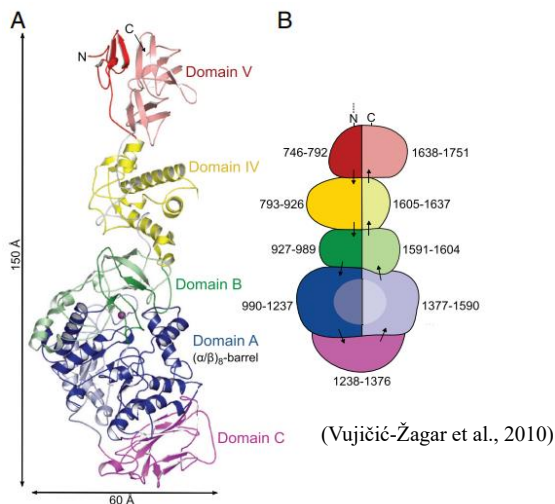 A
B
N
C
Domain V
Domain IV
Domain B
Domain A
(α/β)8-barrel
Domain C
150 Å
60 Å
N C
746-792
1638-1751
793-926
1605-1637
927-989
1591-1604
990-1237
1377-1590
1238-1376
(Vujičić-Žagar et al., 2010)